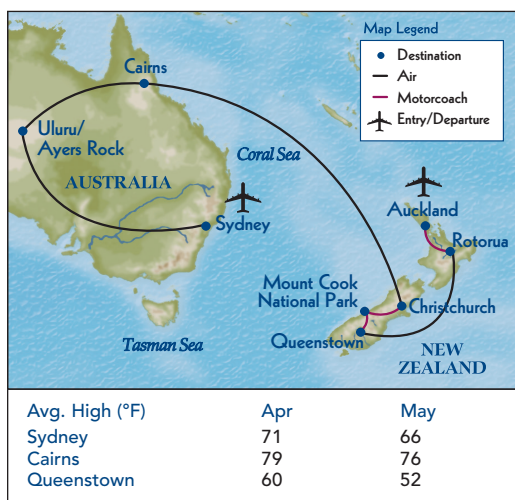 Map Legend
Destination
Air
Motorcoach
Entry/Departure
Cairns
Uluru/
Ayers Rock
Coral Sea
AUSTRALIA
Sydney
Auckland
Rotorua
Mount Cook
National Park
Christchurch
Queenstown
Tasman Sea
NEW
ZEALAND
Avg. High (°F) Apr May
Sydney 71 66
Cairns 79 76
Queenstown 60 52